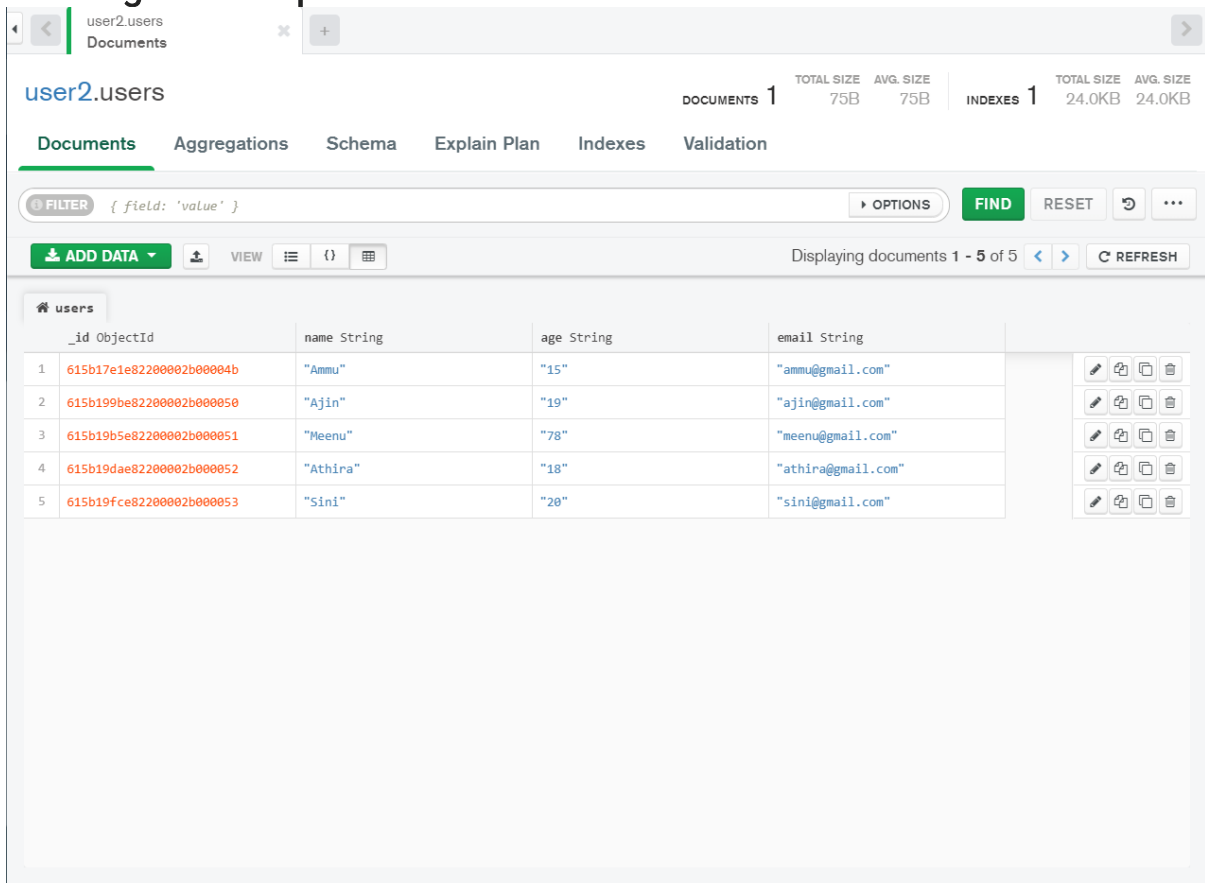 user2.users
Documents
user2.users
DOCUMENTS 1 TOTAL SIZE 75B AVG. SIZE 75B INDEXES 1 TOTAL SIZE 24.0KB AVG. SIZE 24.0KB
Documents Aggregations Schema Explain Plan Indexes Validation
FILTER { field: 'value' } OPTIONS FIND RESET ...
ADD DATA VIEW {} Displaying documents 1 - 5 of 5 < > REFRESH
users
_id ObjectId name String age String email String
1 615b17e1e82200002b00004b "Ammu" "15" "ammu@gmail.com"
2 615b199be82200002b000050 "Ajin" "19" "ajin@gmail.com"
3 615b19b5e82200002b000051 "Meenu" "78" "meenu@gmail.com"
4 615b19dae82200002b000052 "Athira" "18" "athira@gmail.com"
5 615b19fce82200002b000053 "Sini" "20" "sini@gmail.com"